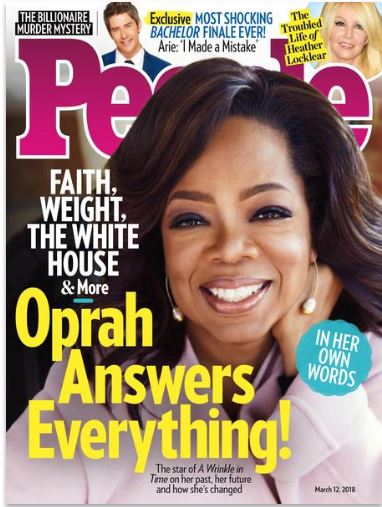 THE BILLIONAIRE
MURDER MYSTERY
Exclusive MOST SHOCKING
BACHELOR FINALE EVER!
Arie: 'I Made a Mistake'
The
Troubled
Life of
Heather
Locklear
People
FAITH,
WEIGHT,
THE WHITE
HOUSE
& More
Oprah
Answers
Everything!
IN HER
OWN
WORDS
The star of A Wrinkle in
Time on her past, her future
and how she's changed
March 12, 2018